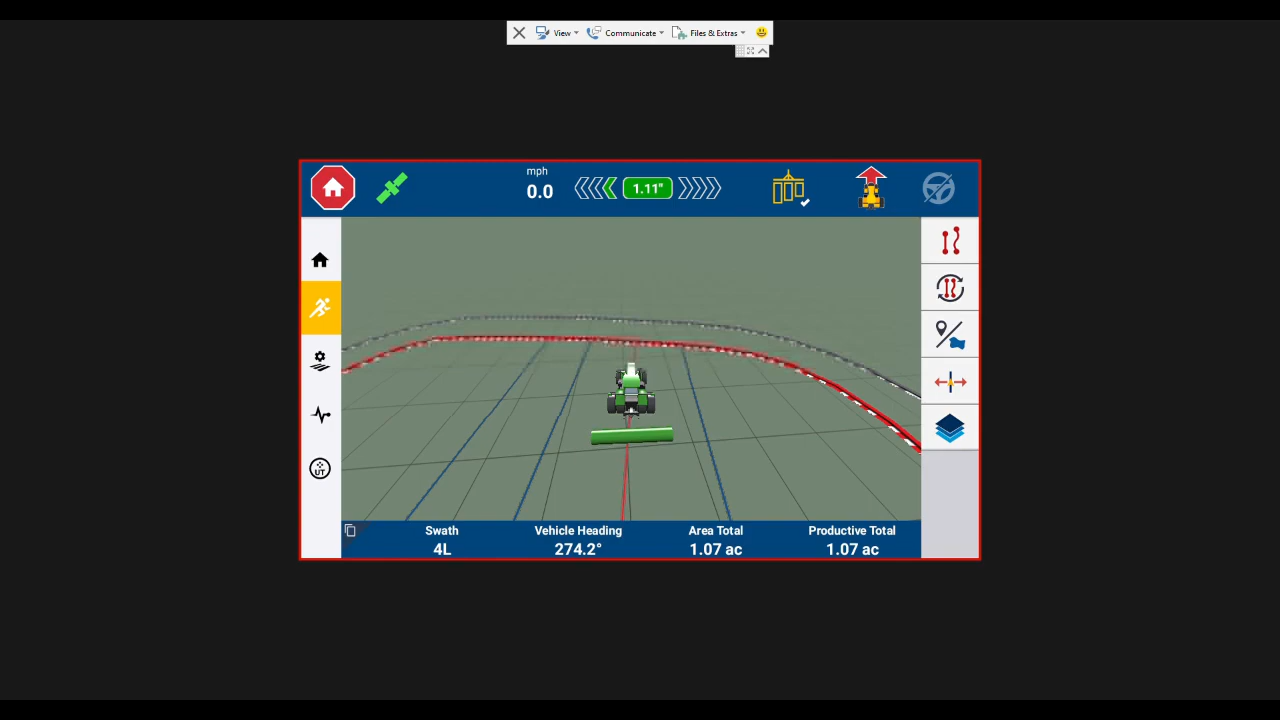 View Communicate Files & Extras
mph
0.0
1.11"
UT
Swath Vehicle Heading Area Total Productive Total
4L 274.2° 1.07 ac 1.07 ac